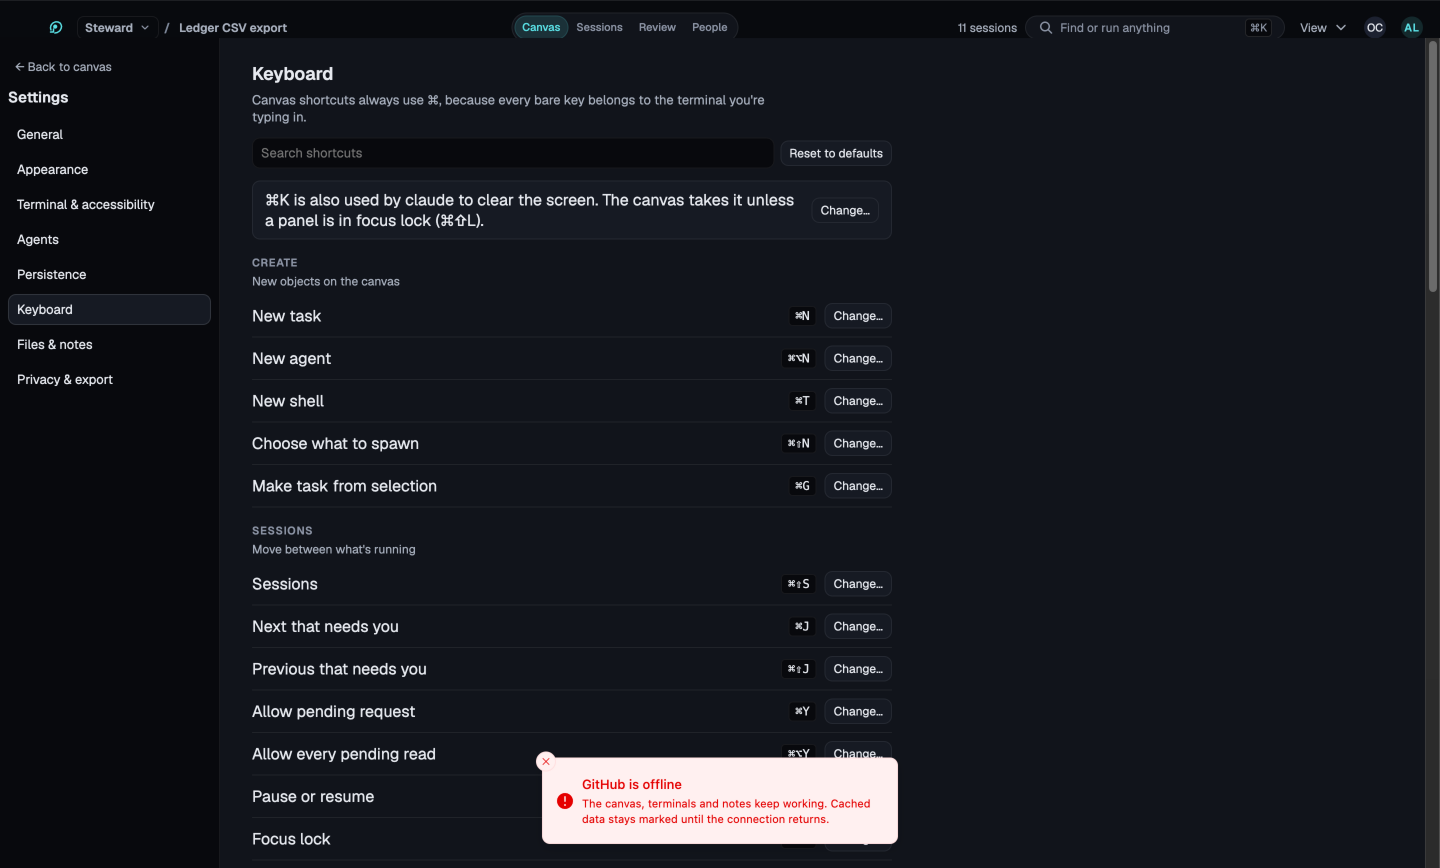 Steward / Ledger CSV export
Canvas Sessions Review People
11 sessions
Find or run anything ⌘K
View
OC
AL
← Back to canvas
Settings
General
Appearance
Terminal & accessibility
Agents
Persistence
Keyboard
Files & notes
Privacy & export
Keyboard
Canvas shortcuts always use ⌘, because every bare key belongs to the terminal you're
typing in.
Search shortcuts
Reset to defaults
⌘K is also used by claude to clear the screen. The canvas takes it unless
a panel is in focus lock (⌘⇧L).
Change…
CREATE
New objects on the canvas
New task ⌘N Change…
New agent ⌘⌥N Change…
New shell ⌘T Change…
Choose what to spawn ⌘⇧N Change…
Make task from selection ⌘G Change…
SESSIONS
Move between what's running
Sessions ⌘⇧S Change…
Next that needs you ⌘J Change…
Previous that needs you ⌘⇧J Change…
Allow pending request ⌘Y Change…
Allow every pending read ⌘⌥Y Change…
Pause or resume
Focus lock
GitHub is offline
The canvas, terminals and notes keep working. Cached
data stays marked until the connection returns.